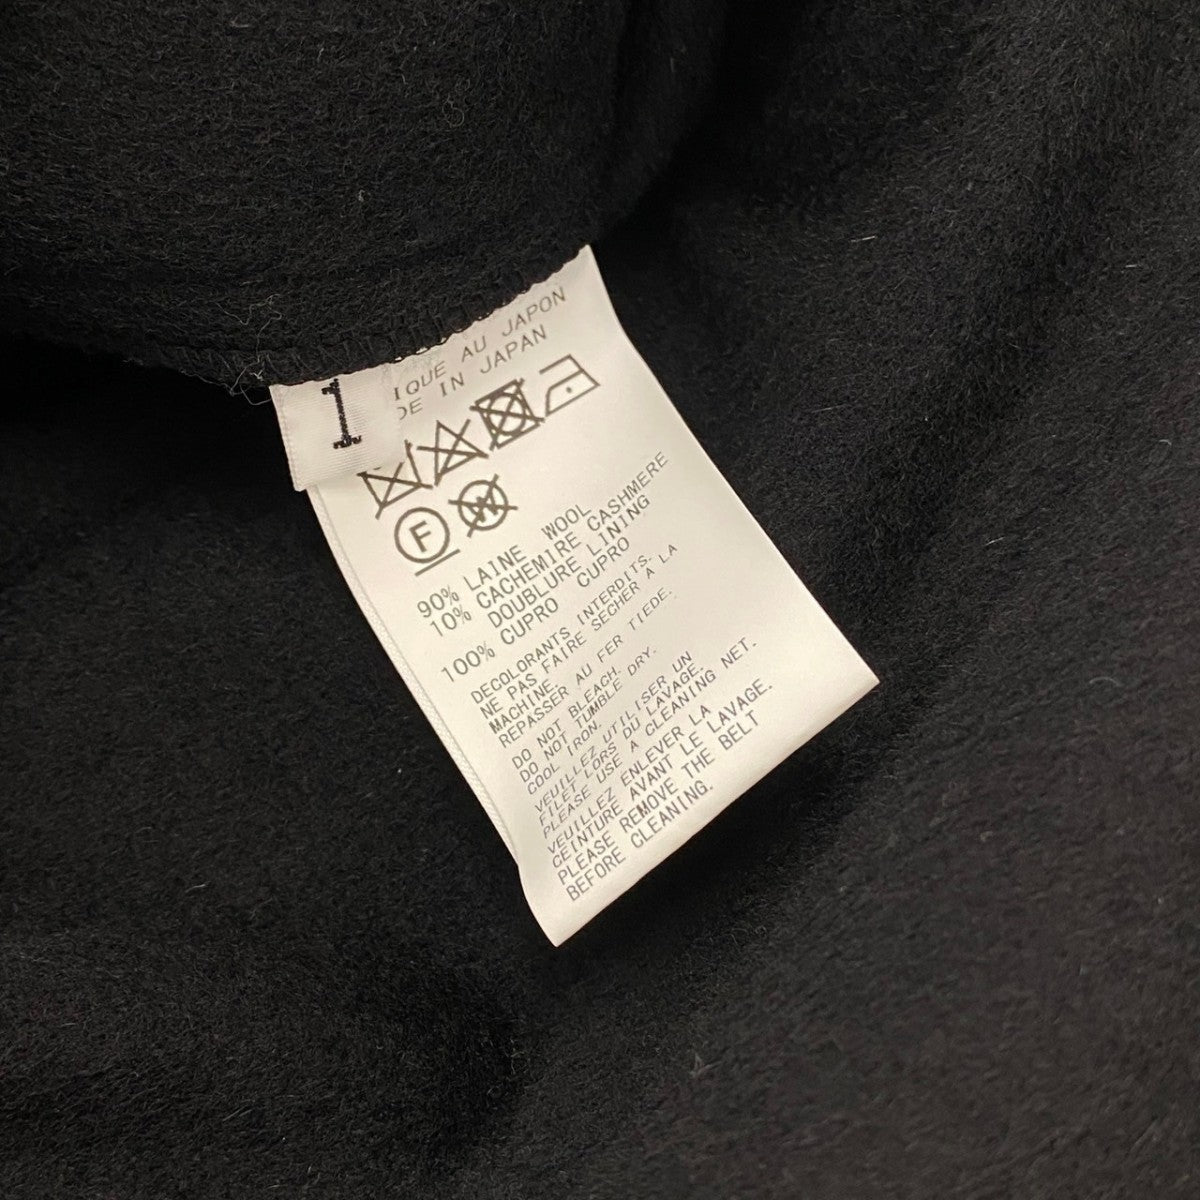 IQUE AU JAPON
DE IN JAPAN
1
F
W
90% LAINE WOOL
10% CACHEMIRE CASHMERE
DOUBLURE LINING
100% CUPRO CUPRO
DECOLORANTS INTERDITS.
NE PAS FAIRE SECHER A LA
MACHINE.
REPASSER AU FER TIEDE.
DO NOT BLEACH.
DO NOT TUMBLE DRY.
COOL IRON.
VEUILLEZ UTILISER UN
FILET LORS DU LAVAGE.
PLEASE USE A CLEANING NET.
VEUILLEZ ENLEVER LA
CEINTURE AVANT LE LAVAGE.
PLEASE REMOVE THE BELT
BEFORE CLEANING.